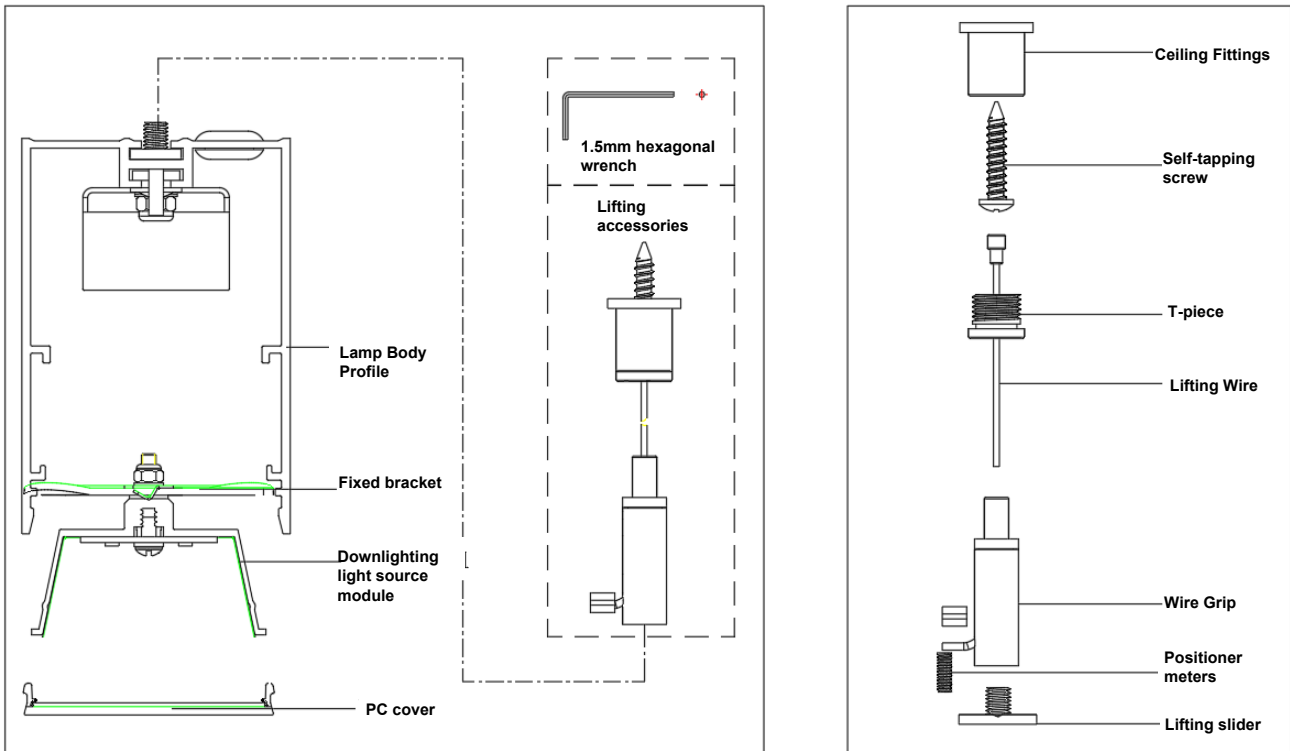 1.5mm hexagonal
wrench
Lifting
accessories
Lamp Body
Profile
Fixed bracket
Downlighting
light source
module
PC cover
Ceiling Fittings
Self-tapping
screw
T-piece
Lifting Wire
Wire Grip
Positioner
meters
Lifting slider